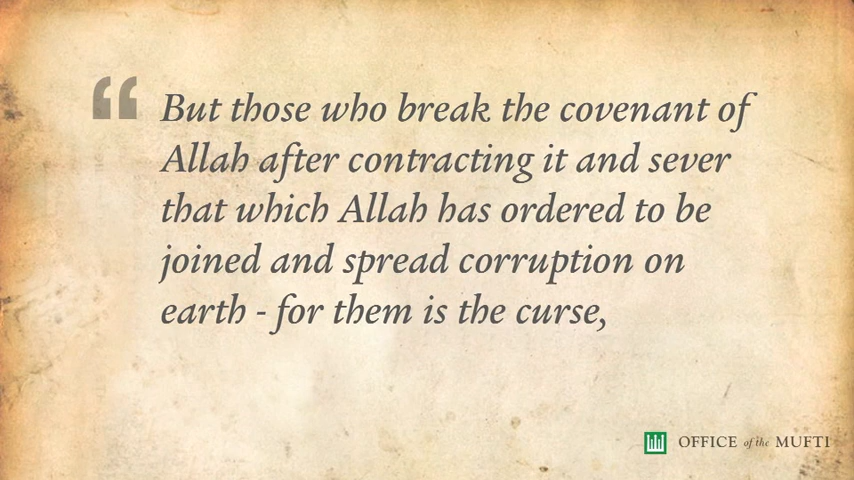 “
But those who break the covenant of
Allah after contracting it and sever
that which Allah has ordered to be
joined and spread corruption on
earth - for them is the curse,
OFFICE of the MUFTI